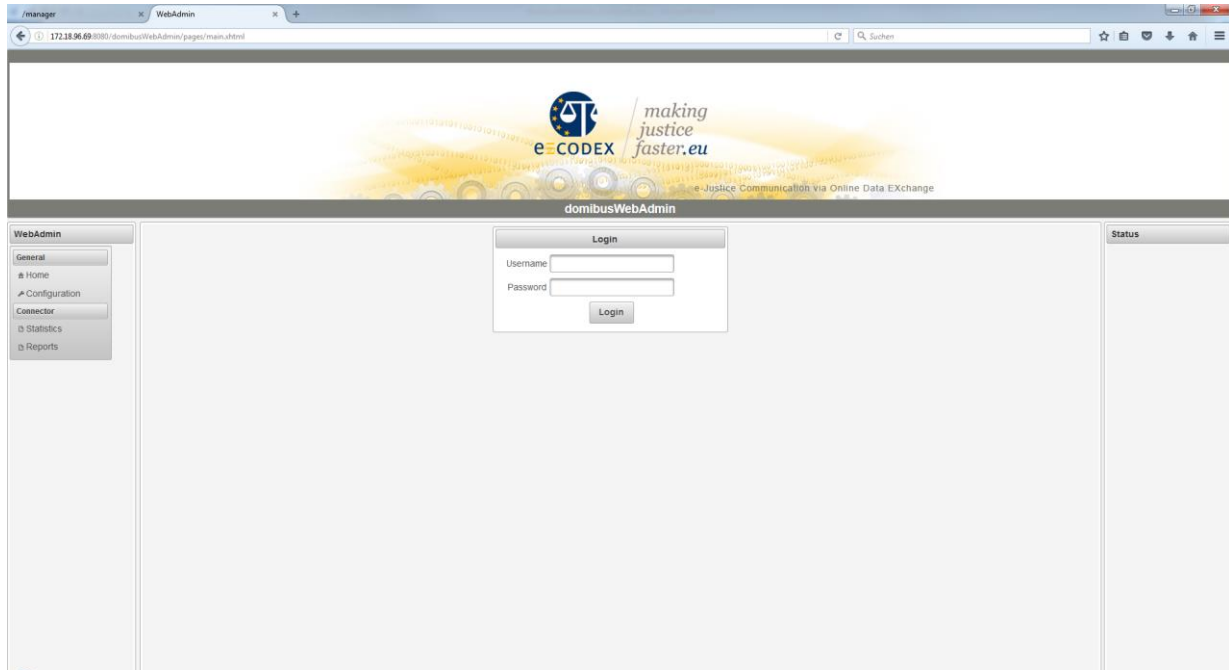 /manager
WebAdmin
172.18.96.69:8080/domibusWebAdmin/pages/main.xhtml
Suchen
e-CODEX
making
justice
faster.eu
e-Justice Communication via Online Data EXchange
domibusWebAdmin
WebAdmin
General
Home
Configuration
Connector
Statistics
Reports
Login
Username
Password
Login
Status